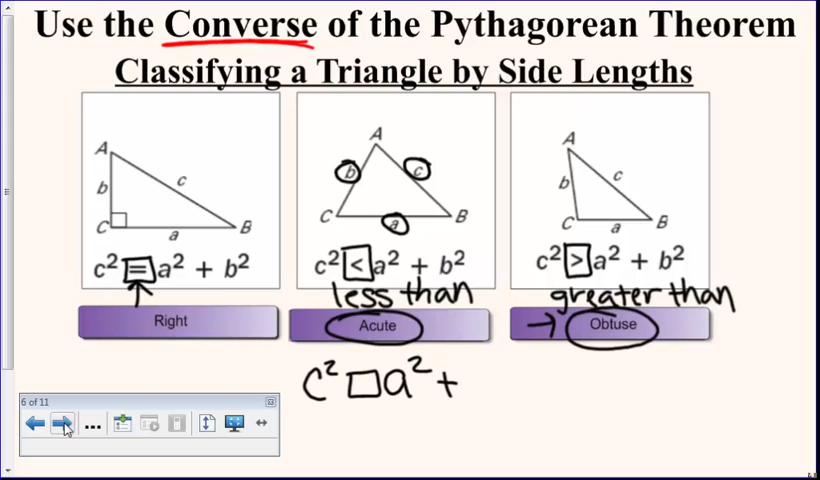 Use the Converse of the Pythagorean Theorem
Classifying a Triangle by Side Lengths
A
b
c
C
a
B
c² = a² + b²
Right
A
b
c
C
a
B
c² < a² + b²
less than
Acute
A
b
c
C
a
B
c² > a² + b²
greater than
→ Obtuse
c² □ a² +
6 of 11
...